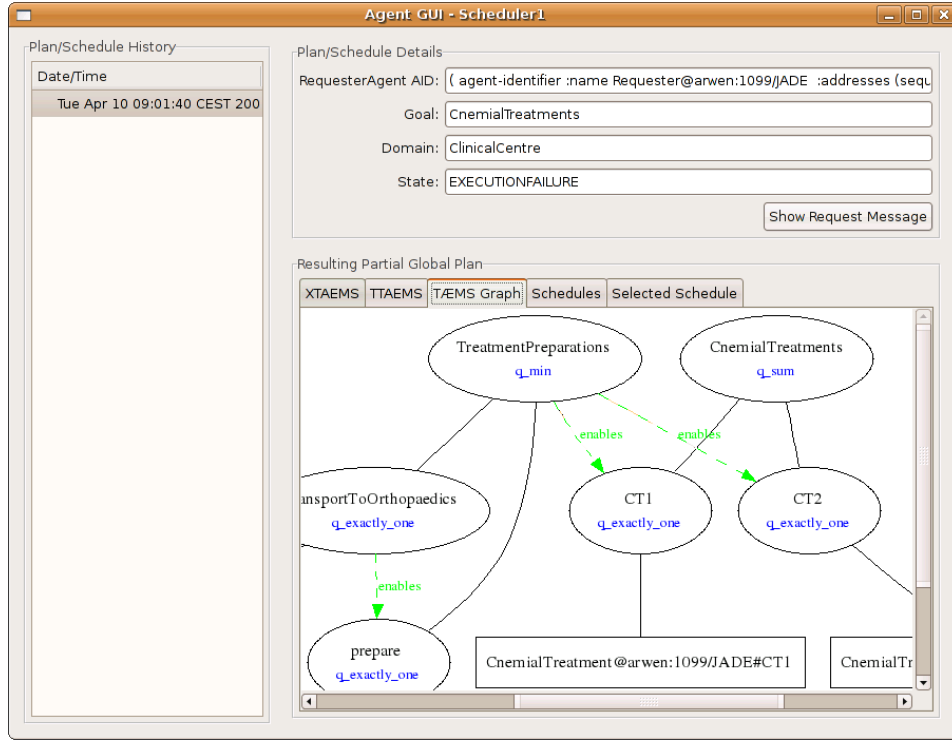 Agent GUI - Scheduler1
Plan/Schedule History
Date/Time
Tue Apr 10 09:01:40 CEST 200
Plan/Schedule Details
RequesterAgent AID: ( agent-identifier :name Requester@arwen:1099/JADE :addresses (sequ
Goal: CnemialTreatments
Domain: ClinicalCentre
State: EXECUTIONFAILURE
Show Request Message
Resulting Partial Global Plan
XTAEMS TTAEMS TÆMS Graph Schedules Selected Schedule
TreatmentPreparations CnemialTreatments
q_min q_sum
enables enables
ansportToOrthopaedics CT1 CT2
q_exactly_one q_exactly_one q_exactly_one
enables
prepare
q_exactly_one
CnemialTreatment@arwen:1099/JADE#CT1 CnemialTr